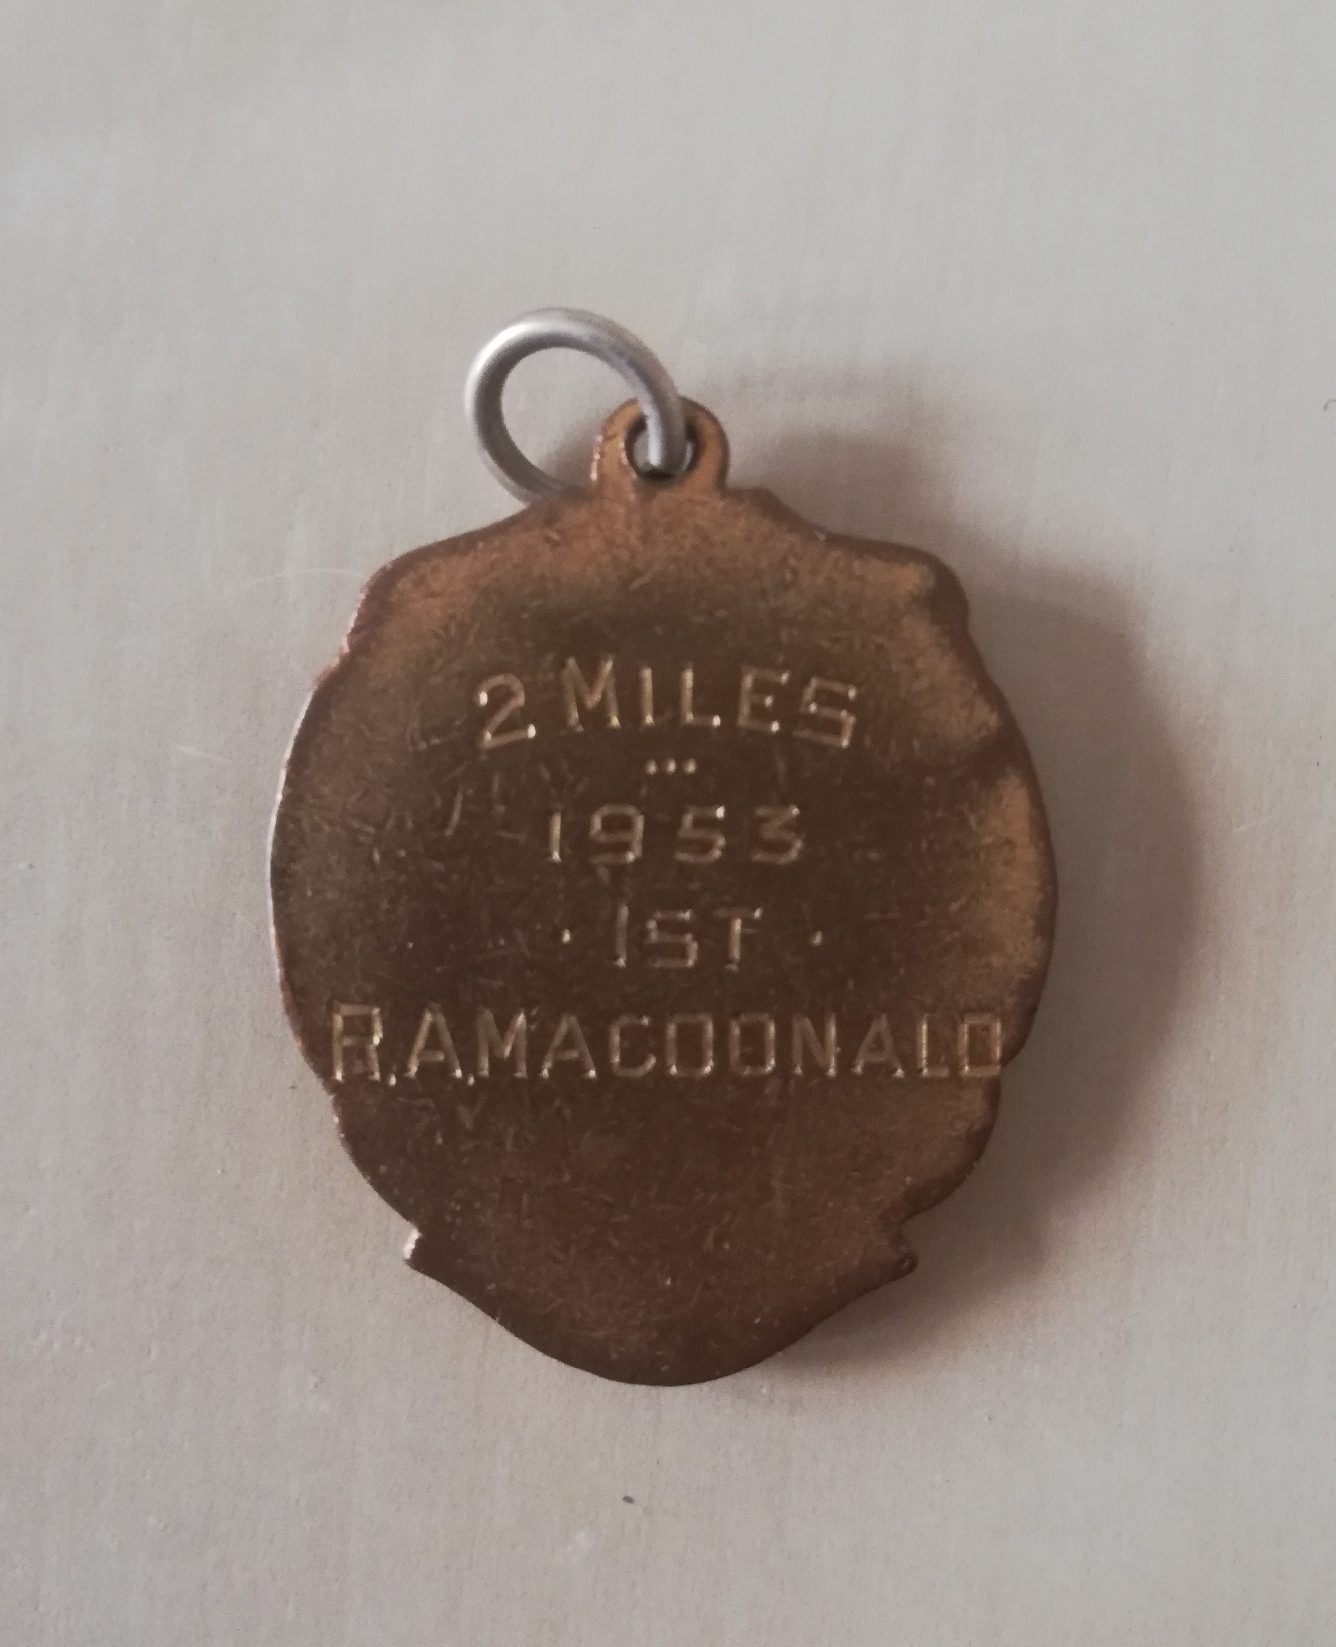 2 MILES
...
1953
· 1ST ·
R.A.MACDONALD